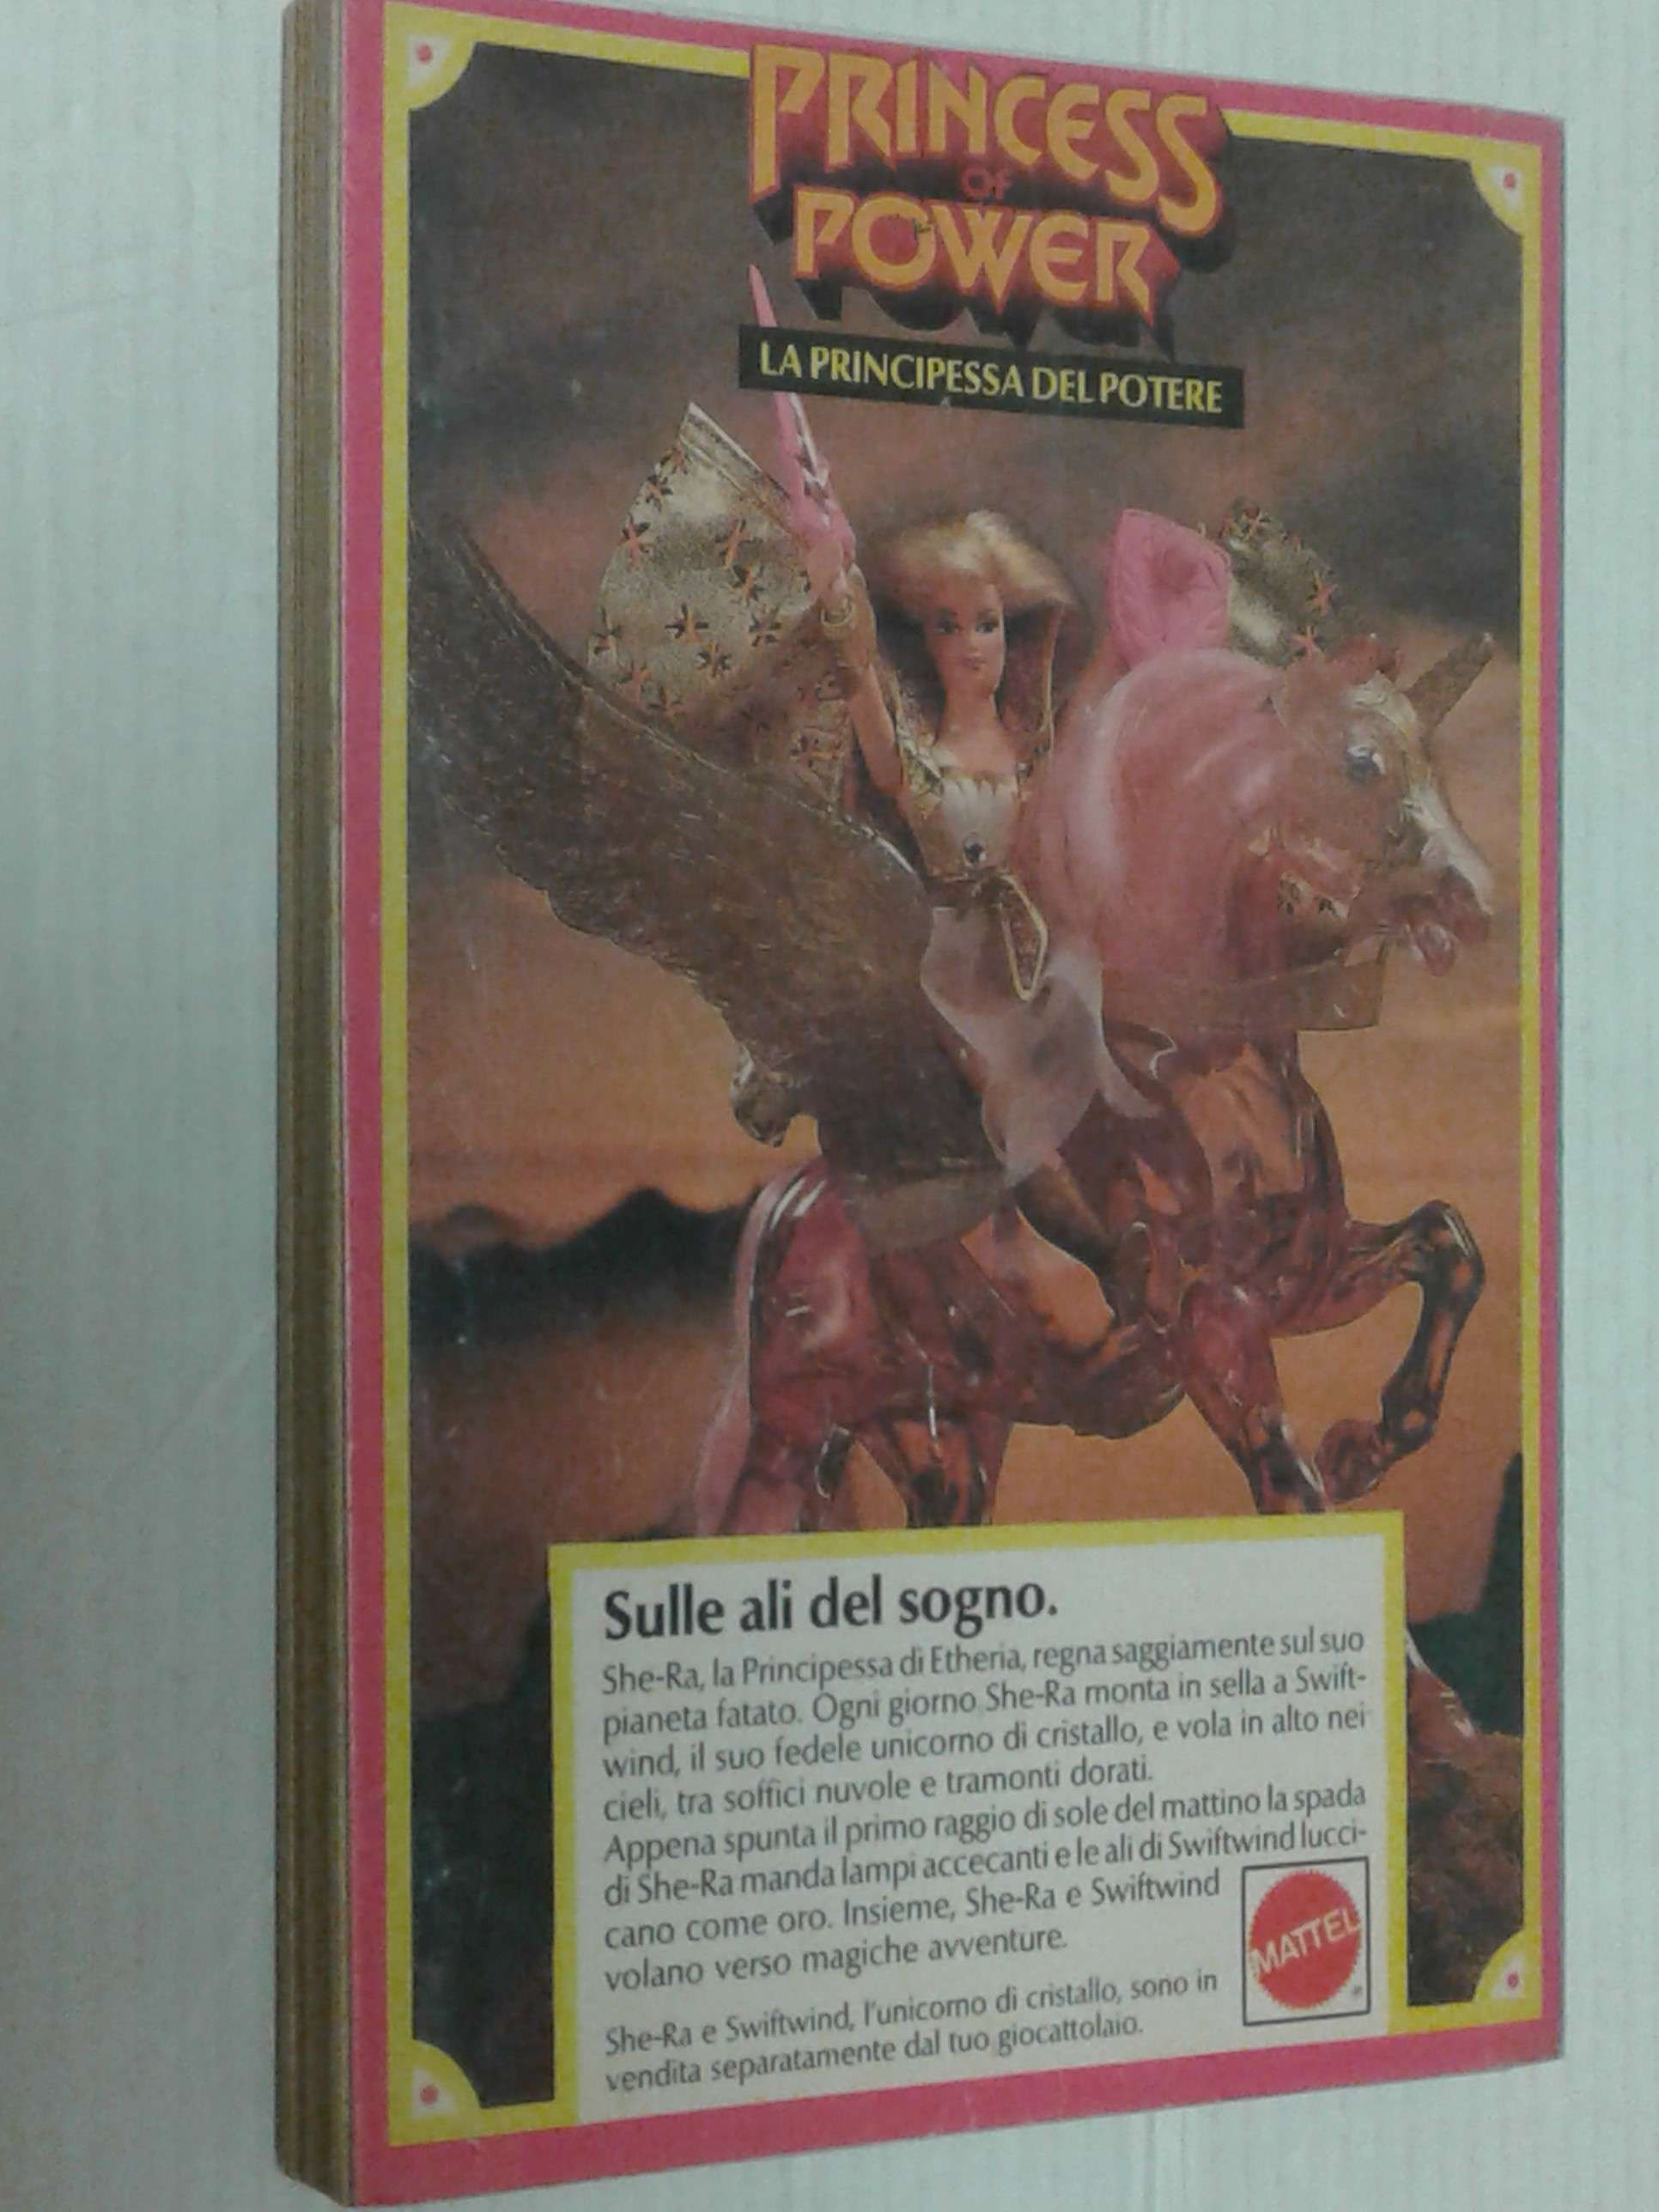 PRINCESS
OF
POWER
LA PRINCIPESSA DEL POTERE
Sulle ali del sogno.
She-Ra, la Principessa di Etheria, regna saggiamente sul suo
pianeta fatato. Ogni giorno She-Ra monta in sella a Swift-
wind, il suo fedele unicorno di cristallo, e vola in alto nei
cieli, tra soffici nuvole e tramonti dorati.
Appena spunta il primo raggio di sole del mattino la spada
di She-Ra manda lampi accecanti e le ali di Swiftwind lucci-
cano come oro. Insieme, She-Ra e Swiftwind
volano verso magiche avventure.
She-Ra e Swiftwind, l'unicorno di cristallo, sono in
vendita separatamente dal tuo giocattolaio.
MATTEL